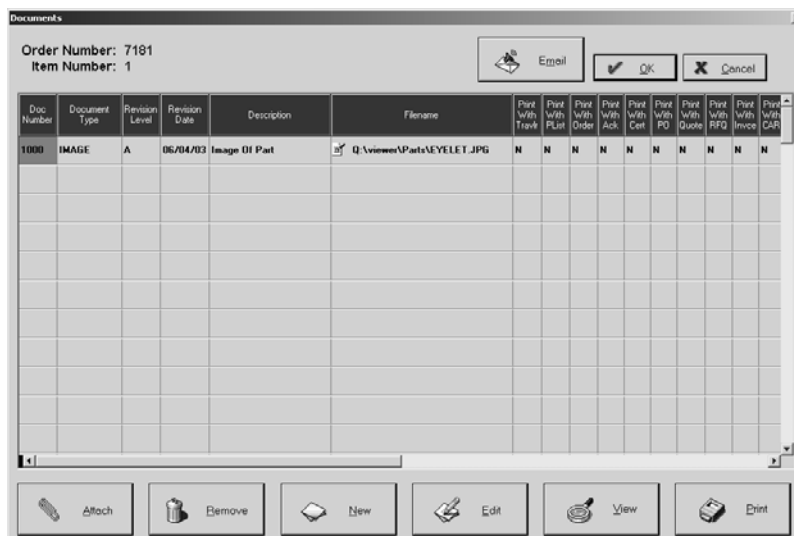 Documents
Order Number: 7181
Item Number: 1
Email
OK
Cancel
Doc Number
Document Type
Revision Level
Revision Date
Description
Filename
Print With Travlr
Print With PList
Print With Order
Print With Ack
Print With Cert
Print With PO
Print With Quote
Print With RFQ
Print With Invce
Print With CAR
1000 IMAGE A 06/04/03 Image Of Part Q:\viewer\Parts\EYELET.JPG N N N N N N N N N N
Attach
Remove
New
Edit
View
Print